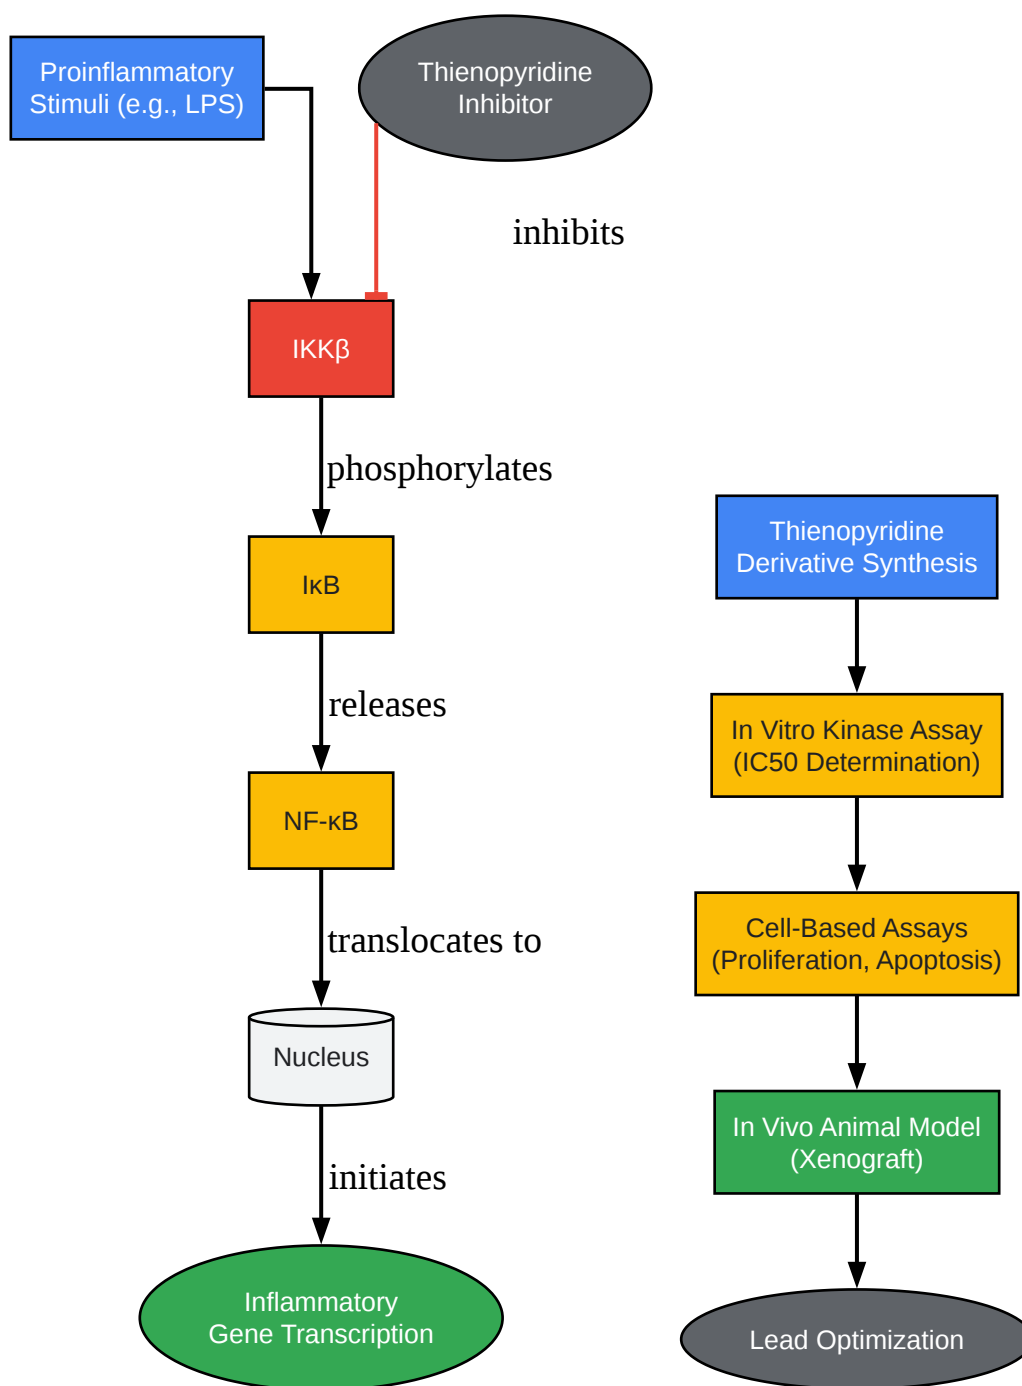 Proinflammatory
Stimuli (e.g., LPS)
Thienopyridine
Inhibitor
inhibits
IKKβ
phosphorylates
IκB
releases
NF-κB
translocates to
Nucleus
initiates
Inflammatory
Gene Transcription
Thienopyridine
Derivative Synthesis
In Vitro Kinase Assay
(IC50 Determination)
Cell-Based Assays
(Proliferation, Apoptosis)
In Vivo Animal Model
(Xenograft)
Lead Optimization